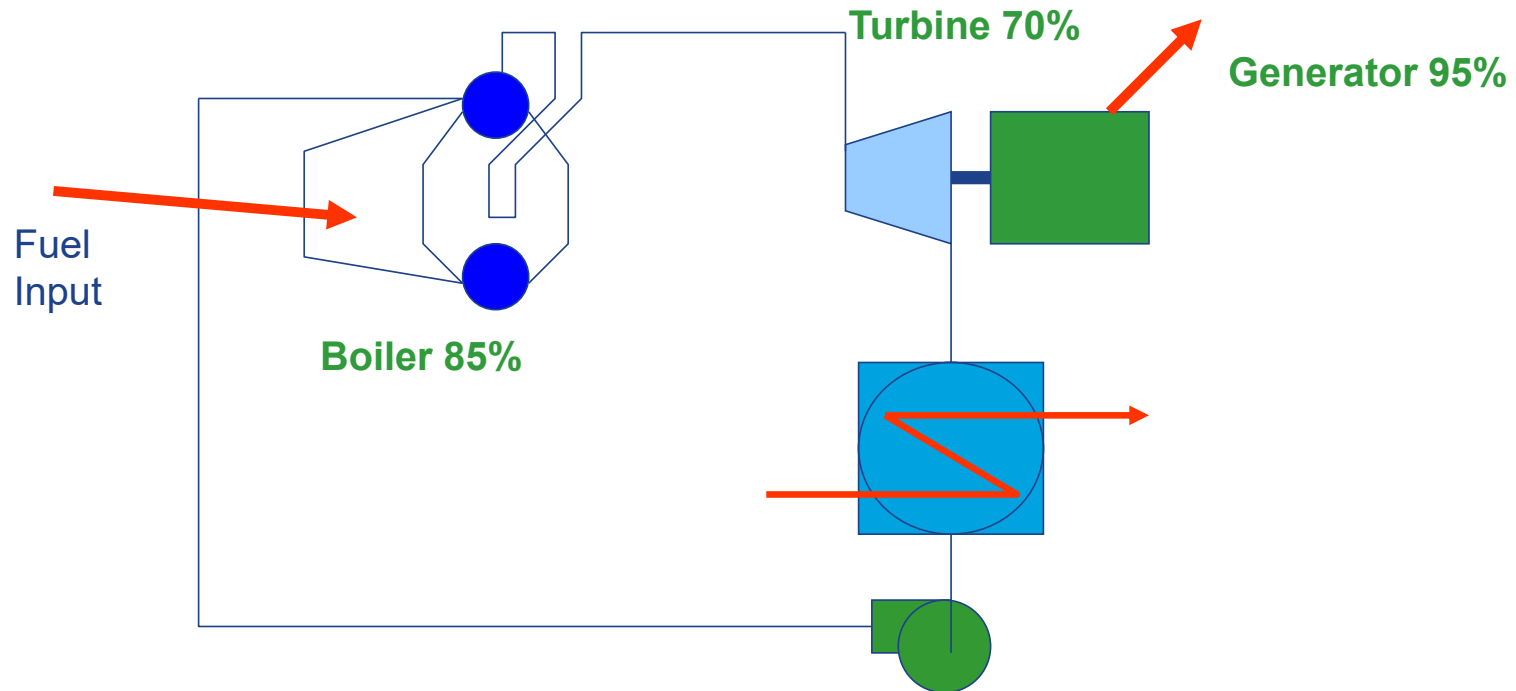 Turbine 70%
Generator 95%
Fuel
Input
Boiler 85%